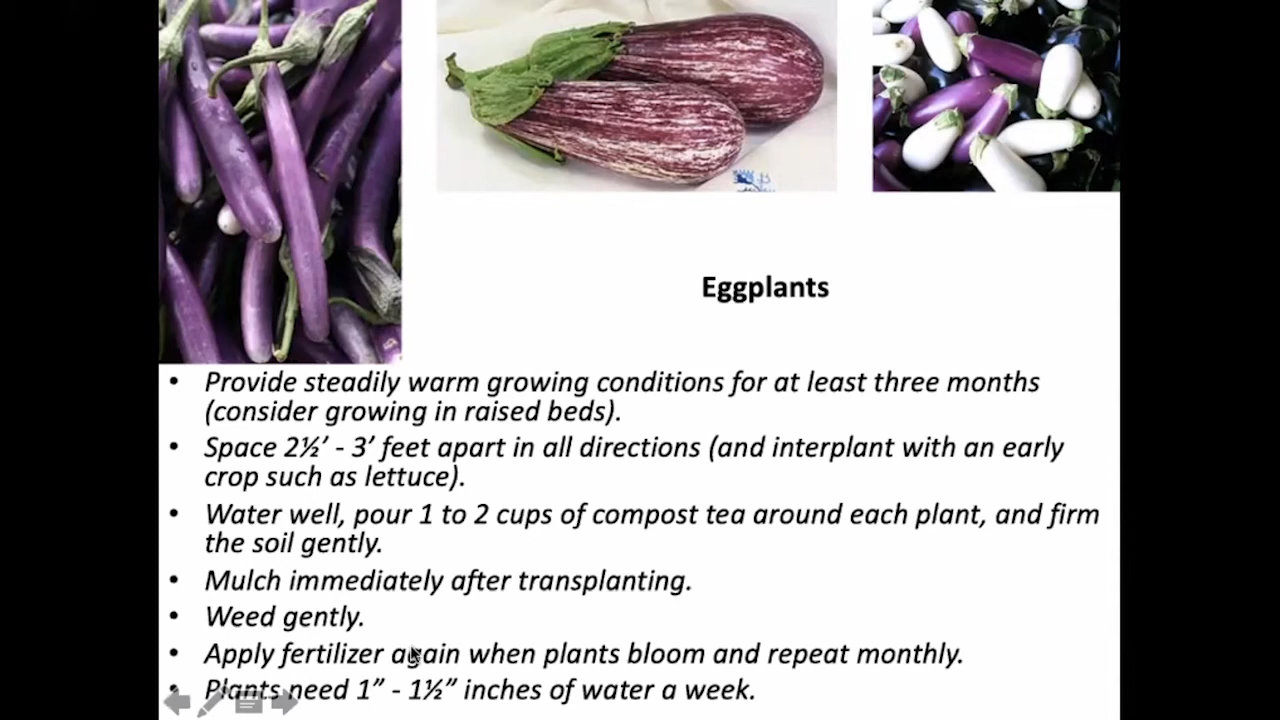 Eggplants
• Provide steadily warm growing conditions for at least three months
(consider growing in raised beds).
• Space 2½’ - 3’ feet apart in all directions (and interplant with an early
crop such as lettuce).
• Water well, pour 1 to 2 cups of compost tea around each plant, and firm
the soil gently.
• Mulch immediately after transplanting.
• Weed gently.
• Apply fertilizer again when plants bloom and repeat monthly.
• Plants need 1” - 1½” inches of water a week.